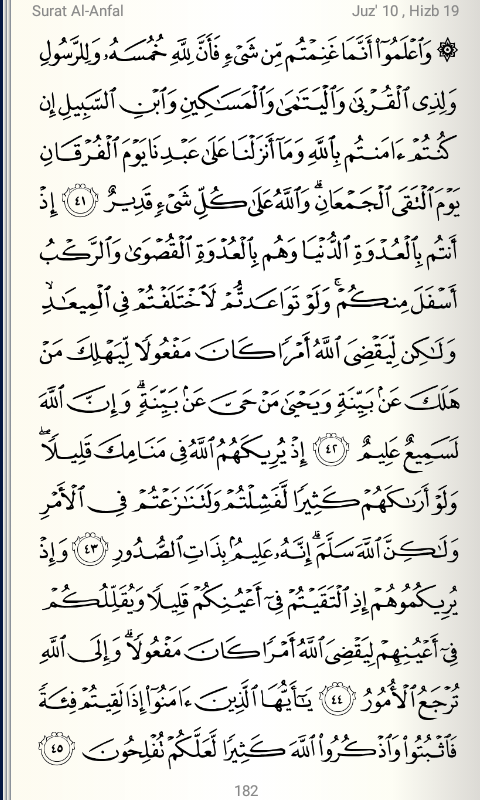 Surat Al-Anfal Juz' 10 , Hizb 19
۞ وَٱعۡلَمُوٓاْ أَنَّمَا غَنِمۡتُم مِّن شَيۡءٖ فَأَنَّ لِلَّهِ خُمُسَهُۥ وَلِلرَّسُولِ
وَلِذِي ٱلۡقُرۡبَىٰ وَٱلۡيَتَٰمَىٰ وَٱلۡمَسَٰكِينِ وَٱبۡنِ ٱلسَّبِيلِ إِن
كُنتُمۡ ءَامَنتُم بِٱللَّهِ وَمَآ أَنزَلۡنَا عَلَىٰ عَبۡدِنَا يَوۡمَ ٱلۡفُرۡقَانِ
يَوۡمَ ٱلۡتَقَى ٱلۡجَمۡعَانِۗ وَٱللَّهُ عَلَىٰ كُلِّ شَيۡءٖ قَدِيرٌ ٤١ إِذۡ
أَنتُم بِٱلۡعُدۡوَةِ ٱلدُّنۡيَا وَهُم بِٱلۡعُدۡوَةِ ٱلۡقُصۡوَىٰ وَٱلرَّكۡبُ
أَسۡفَلَ مِنكُمۡۚ وَلَوۡ تَوَاعَدتُّمۡ لَٱخۡتَلَفۡتُمۡ فِي ٱلۡمِيعَٰدِ
وَلَٰكِن لِّيَقۡضِيَ ٱللَّهُ أَمۡرٗا كَانَ مَفۡعُولٗا لِّيَهۡلِكَ مَنۡ
هَلَكَ عَنۢ بَيِّنَةٖ وَيَحۡيَىٰ مَنۡ حَيَّ عَنۢ بَيِّنَةٖۗ وَإِنَّ ٱللَّهَ
لَسَمِيعٌ عَلِيمٌ ٤٢ إِذۡ يُرِيكَهُمُ ٱللَّهُ فِي مَنَامِكَ قَلِيلٗاۖ
وَلَوۡ أَرَىٰكَهُمۡ كَثِيرٗا لَّفَشِلۡتُمۡ وَلَتَنَٰزَعۡتُمۡ فِي ٱلۡأَمۡرِ
وَلَٰكِنَّ ٱللَّهَ سَلَّمَۗ إِنَّهُۥ عَلِيمُۢ بِذَاتِ ٱلصُّدُورِ ٤٣ وَإِذۡ
يُرِيكُمُوهُمۡ إِذِ ٱلۡتَقَيۡتُمۡ فِيٓ أَعۡيُنِكُمۡ قَلِيلٗا وَيُقَلِّلُكُمۡ
فِيٓ أَعۡيُنِهِمۡ لِيَقۡضِيَ ٱللَّهُ أَمۡرٗا كَانَ مَفۡعُولٗاۗ وَإِلَى ٱللَّهِ
تُرۡجَعُ ٱلۡأُمُورُ ٤٤ يَٰٓأَيُّهَا ٱلَّذِينَ ءَامَنُوٓاْ إِذَا لَقِيتُمۡ فِئَةٗ
فَٱثۡبُتُواْ وَٱذۡكُرُواْ ٱللَّهَ كَثِيرٗا لَّعَلَّكُمۡ تُفۡلِحُونَ ٤٥
182